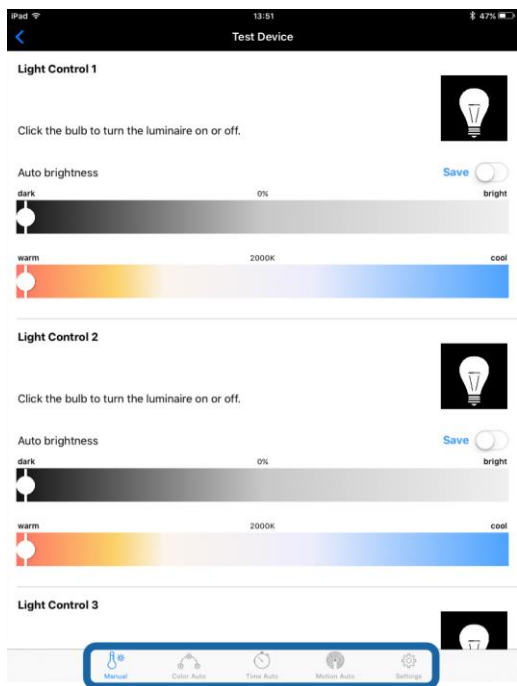 iPad 13:51 47%
Test Device
Light Control 1
Click the bulb to turn the luminaire on or off.
Auto brightness Save
dark 0% bright
warm 2000K cool
Light Control 2
Click the bulb to turn the luminaire on or off.
Auto brightness Save
dark 0% bright
warm 2000K cool
Light Control 3
Manual Color Auto Time Auto Motion Auto Settings